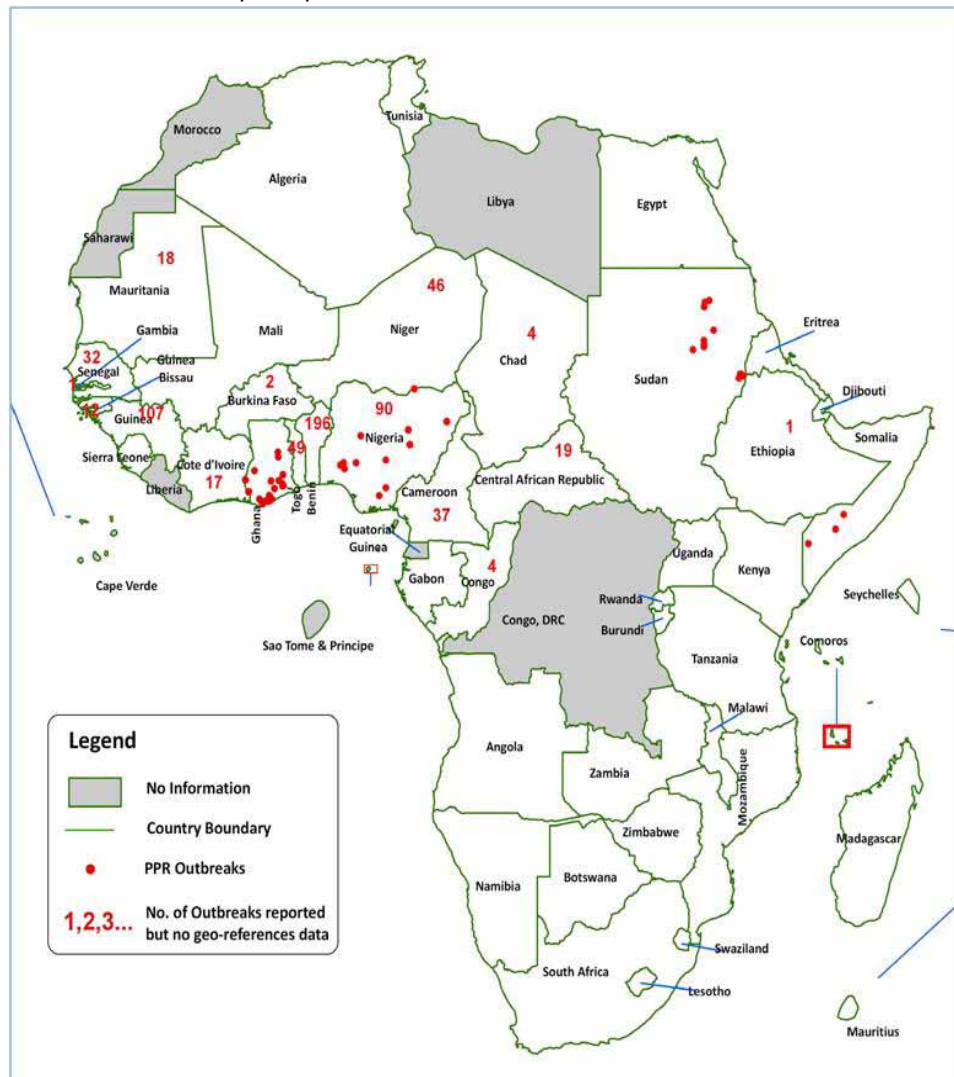 Tunisia
Morocco
Algeria
Libya
Egypt
Saharawi
18
Mauritania
46
Gambia
Mali
Niger
4
Chad
Eritrea
32
Senegal
Guinea
Bissau
1
2
Burkina Faso
Sudan
Djibouti
12
Guinea
107
90
Nigeria
196
1
Ethiopia
Somalia
Sierra Leone
Cote d'Ivoire
17
49
19
Central African Republic
Liberia
Ghana
Togo
Benin
Cameroon
37
Equatorial
Guinea
Gabon
4
Congo
Uganda
Kenya
Cape Verde
Seychelles
Rwanda
Congo, DRC
Burundi
Sao Tome & Principe
Comoros
Tanzania
Malawi
Angola
Zambia
Mozambique
Zimbabwe
Madagascar
Namibia
Botswana
Swaziland
South Africa
Lesotho
Mauritius
Legend
No Information
Country Boundary
PPR Outbreaks
1,2,3... No. of Outbreaks reported
but no geo-references data